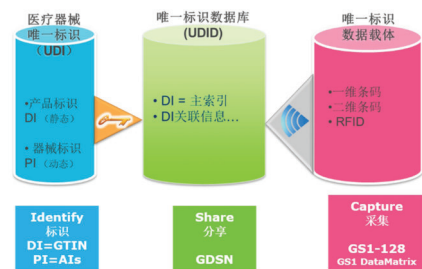 医疗器械
唯一标识
（UDI）
•产品标识
DI（静态）
• 器械标识
PI（动态）
唯一标识数据库
(UDID)
• DI = 主索引
• DI关联信息...
唯一标识
数据载体
•一维条码
•二维条码
• RFID
Identify
标识
DI=GTIN
PI=AIs
Share
分享
GDSN
Capture
采集
GS1-128
GS1 DataMatrix